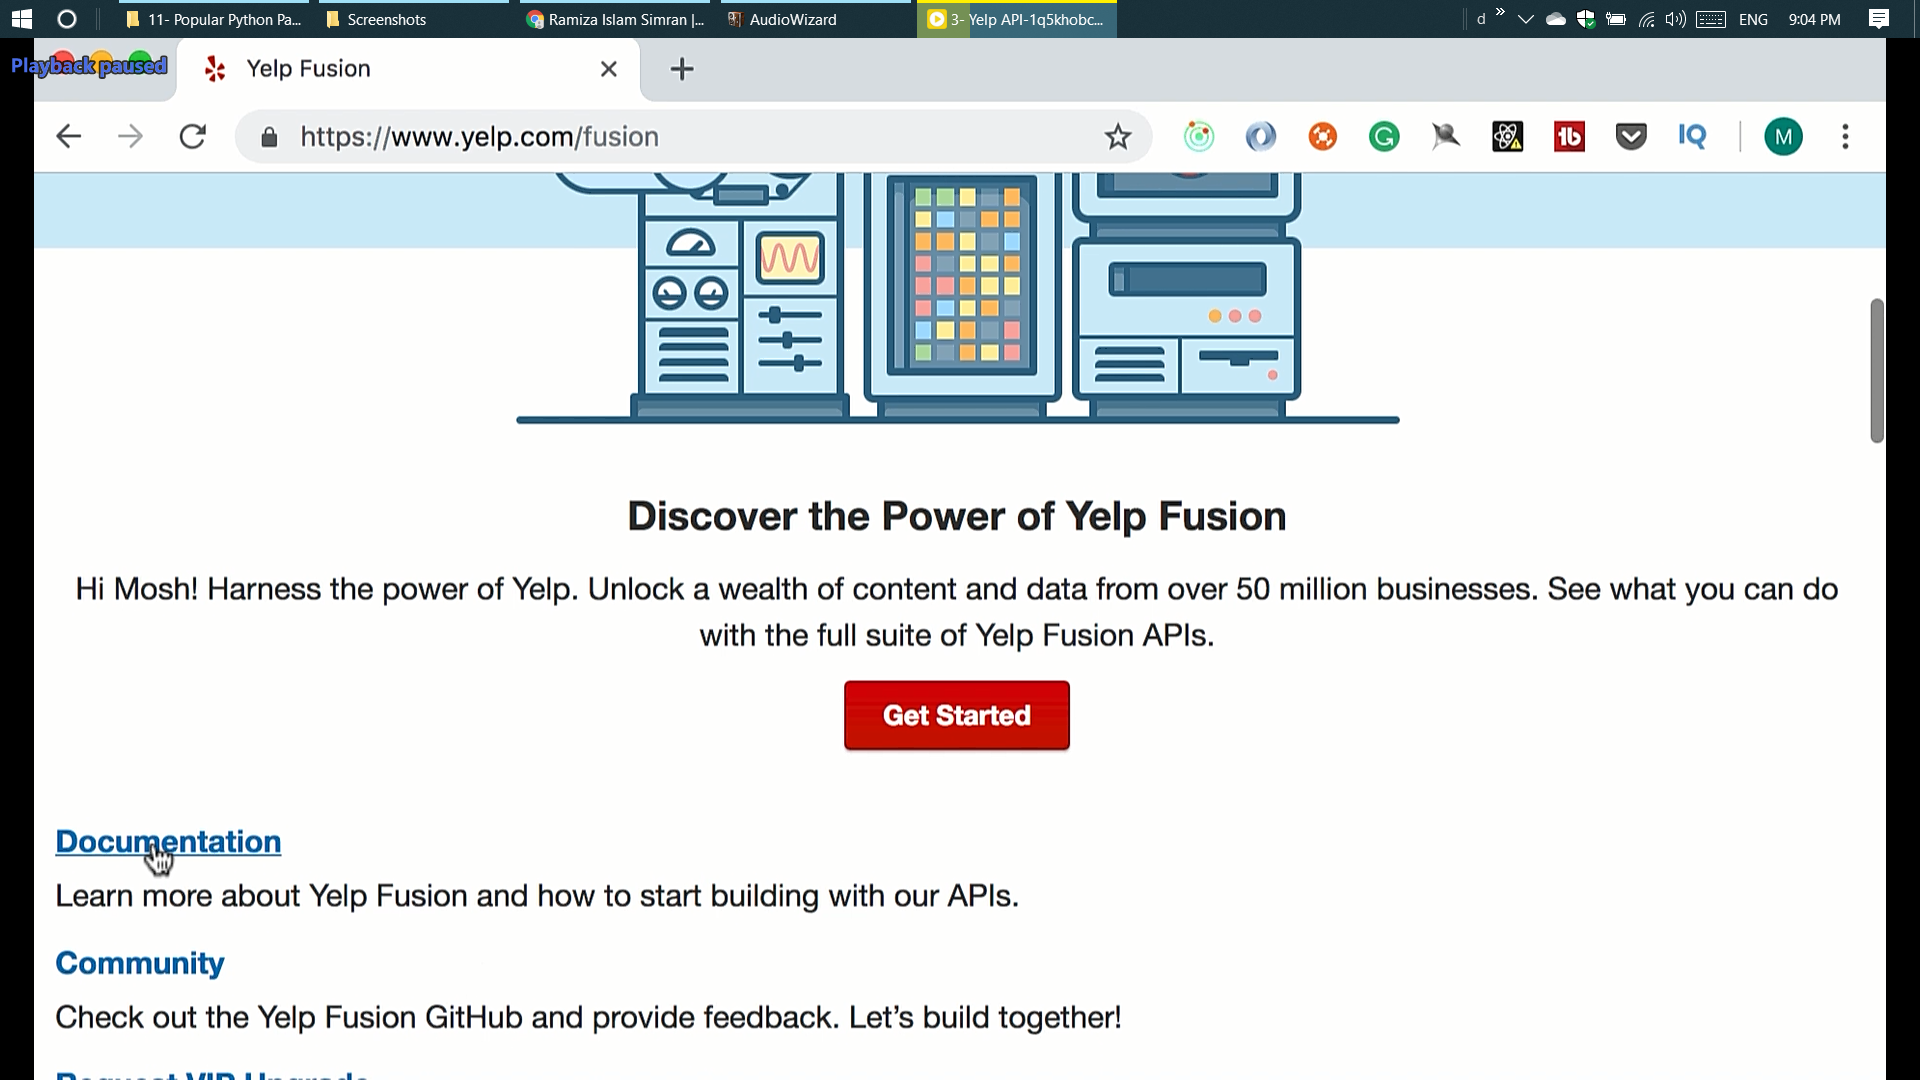 11- Popular Python Pa...
Screenshots
Ramiza Islam Simran |...
AudioWizard
3- Yelp API-1q5khobc...
d
ENG
9:04 PM
Playback paused
Yelp Fusion
https://www.yelp.com/fusion
IQ
M
Discover the Power of Yelp Fusion
Hi Mosh! Harness the power of Yelp. Unlock a wealth of content and data from over 50 million businesses. See what you can do
with the full suite of Yelp Fusion APIs.
Get Started
Documentation
Learn more about Yelp Fusion and how to start building with our APIs.
Community
Check out the Yelp Fusion GitHub and provide feedback. Let's build together!
Request VIP Upgrade